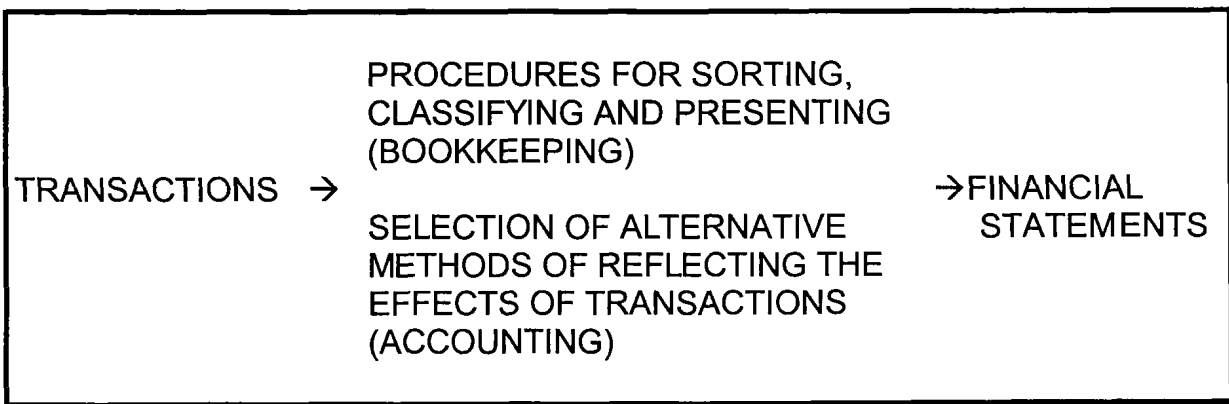 PROCEDURES FOR SORTING,
CLASSIFYING AND PRESENTING
(BOOKKEEPING)
TRANSACTIONS →
→FINANCIAL
STATEMENTS
SELECTION OF ALTERNATIVE
METHODS OF REFLECTING THE
EFFECTS OF TRANSACTIONS
(ACCOUNTING)